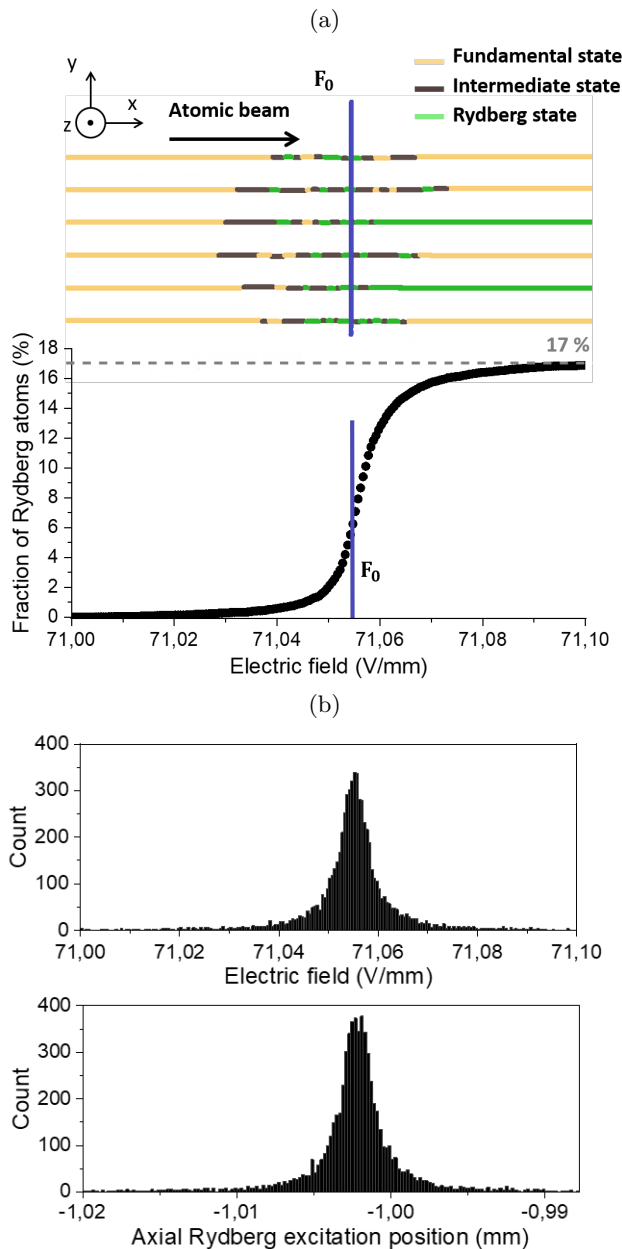 (a)
Fundamental state
Intermediate state
Rydberg state
y
x
z
F₀
Atomic beam
17 %
18
16
14
12
10
8
6
4
2
0
Fraction of Rydberg atoms (%)
F₀
71,00 71,02 71,04 71,06 71,08 71,10
Electric field (V/mm)
(b)
400
300
200
100
0
Count
71,00 71,02 71,04 71,06 71,08 71,10
Electric field (V/mm)
400
300
200
100
0
Count
-1,02 -1,01 -1,00 -0,99
Axial Rydberg excitation position (mm)